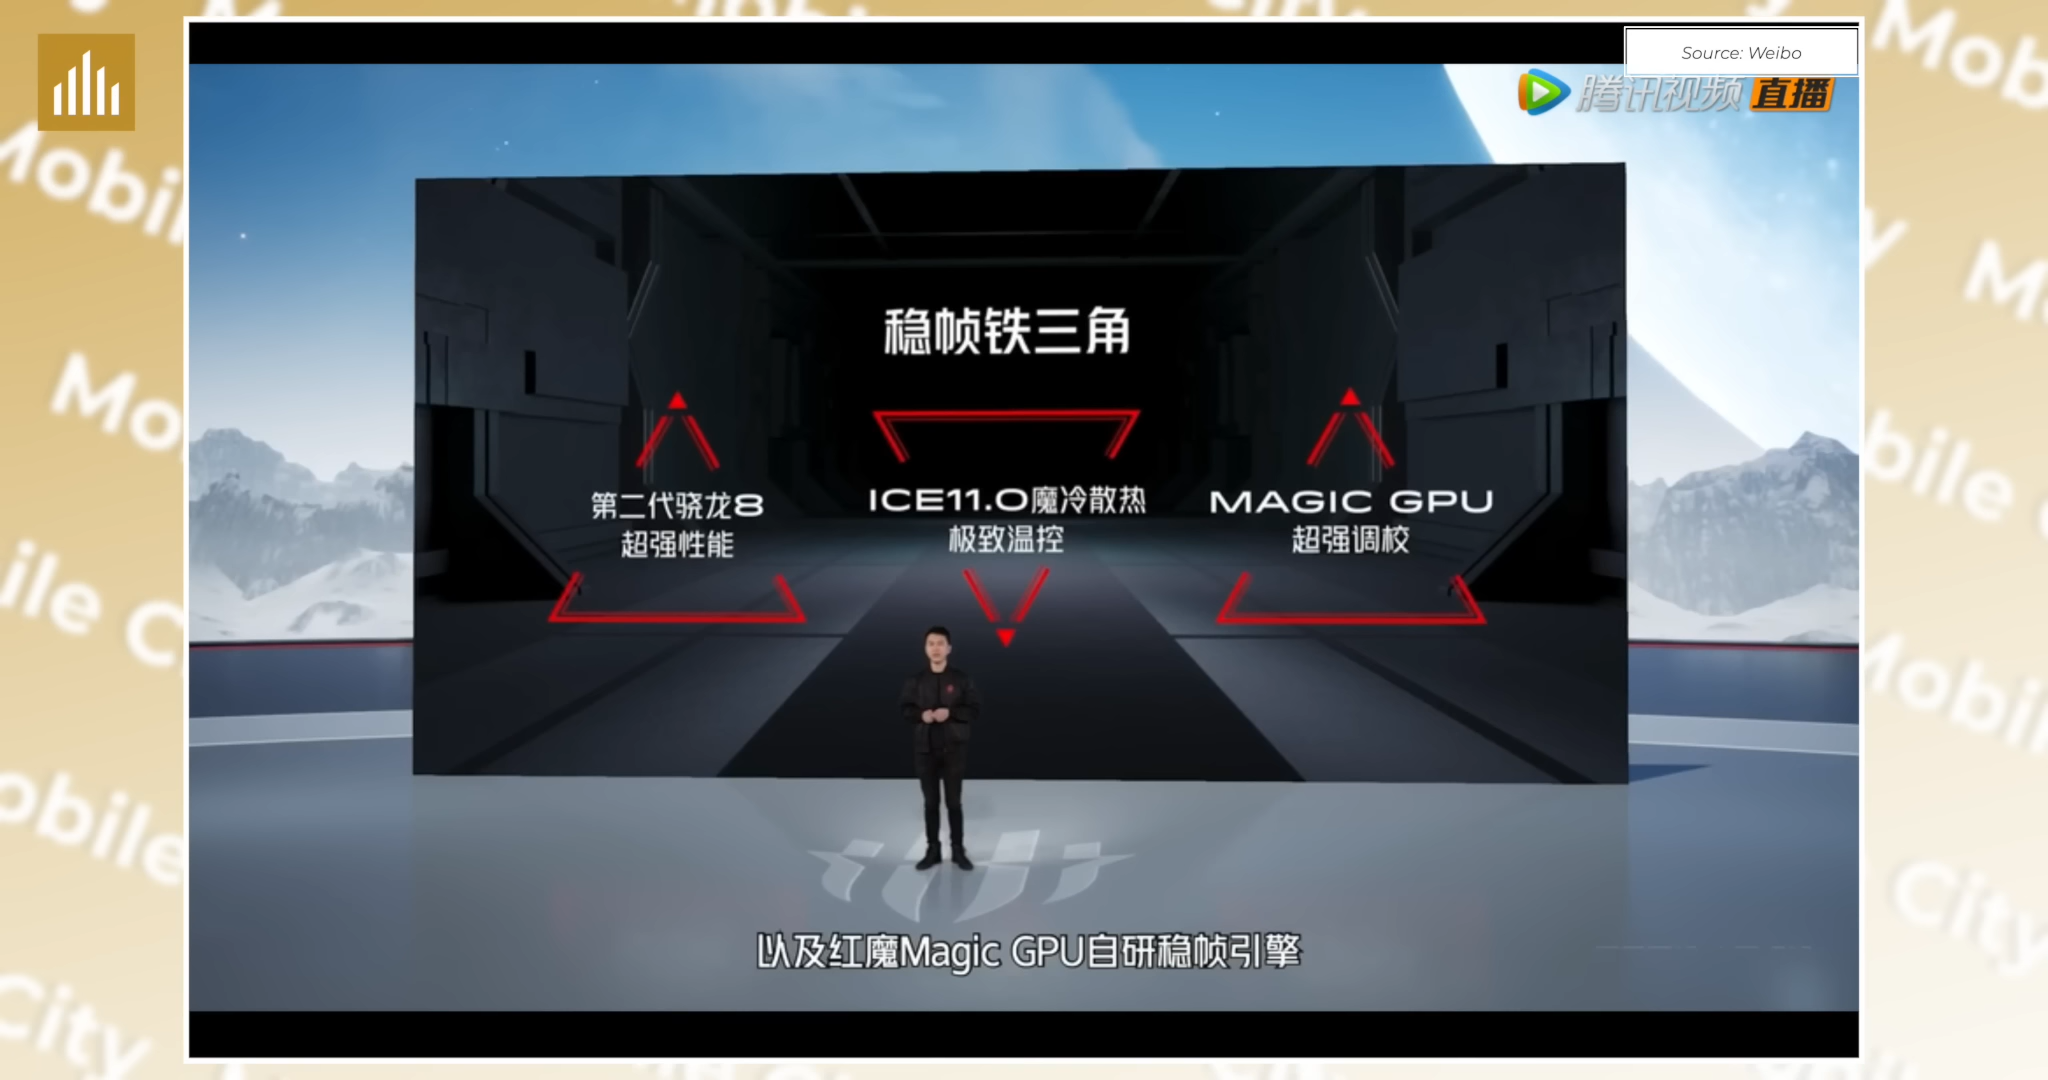 Source: Weibo
腾讯视频 直播
稳帧铁三角
第二代骁龙8
超强性能
ICE11.0魔冷散热
极致温控
MAGIC GPU
超强调校
以及红魔Magic GPU自研稳帧引擎
Mobile City